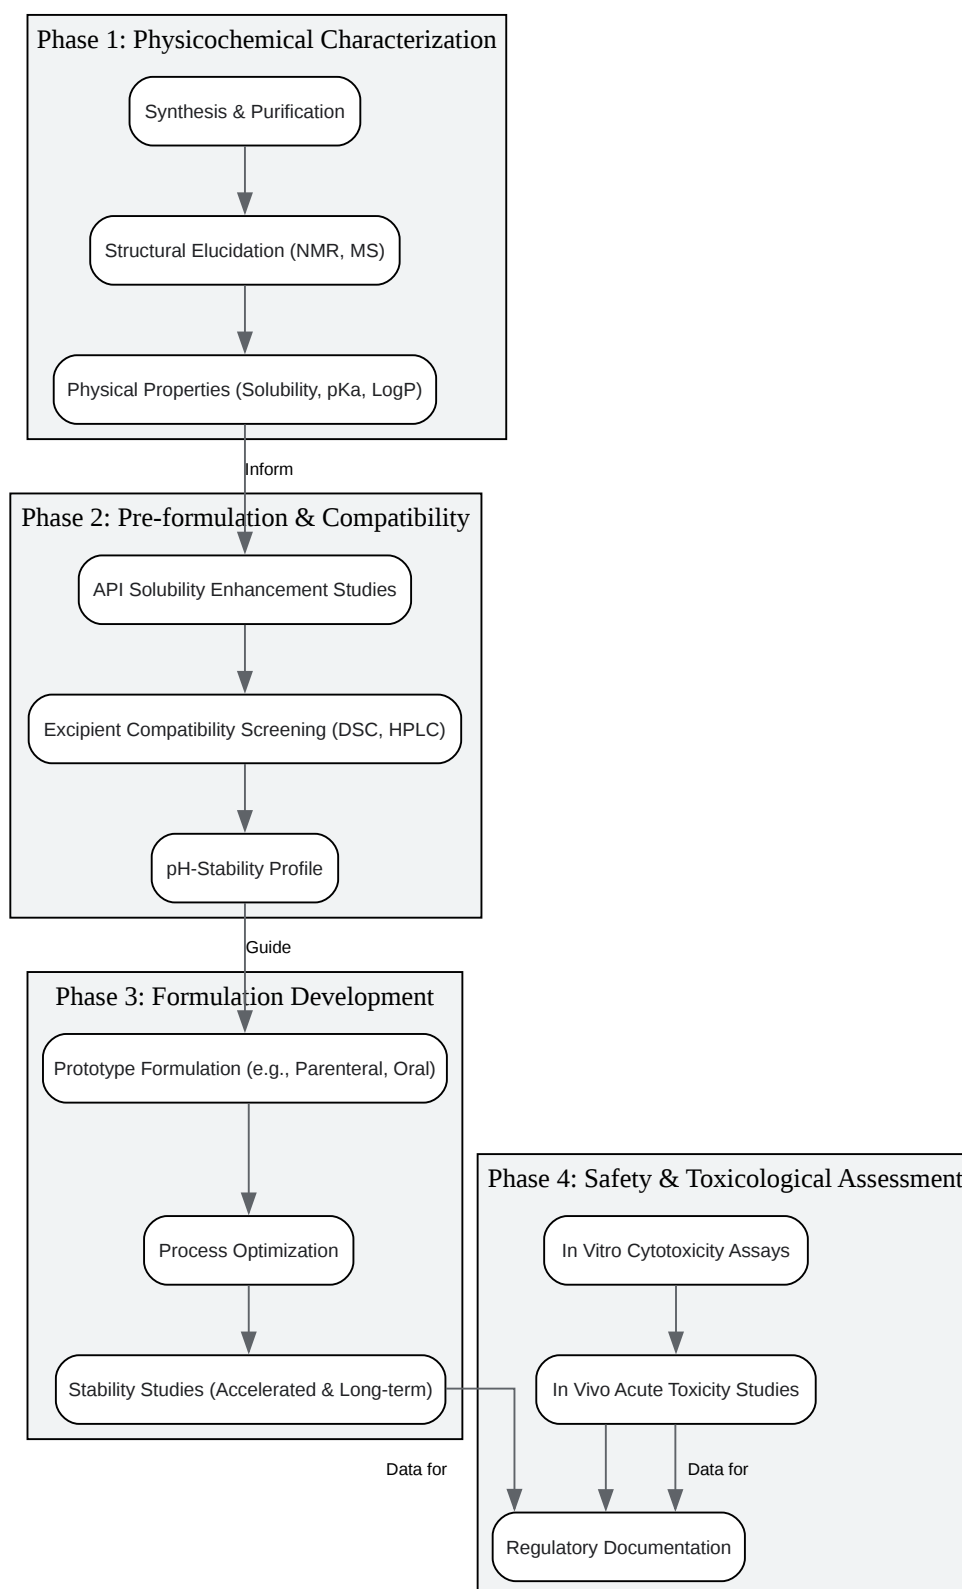 Phase 1: Physicochemical Characterization
Synthesis & Purification
Structural Elucidation (NMR, MS)
Physical Properties (Solubility, pKa, LogP)
Inform
Phase 2: Pre-formulation & Compatibility
API Solubility Enhancement Studies
Excipient Compatibility Screening (DSC, HPLC)
pH-Stability Profile
Guide
Phase 3: Formulation Development
Prototype Formulation (e.g., Parenteral, Oral)
Process Optimization
Stability Studies (Accelerated & Long-term)
Data for
Phase 4: Safety & Toxicological Assessment
In Vitro Cytotoxicity Assays
In Vivo Acute Toxicity Studies
Data for
Regulatory Documentation